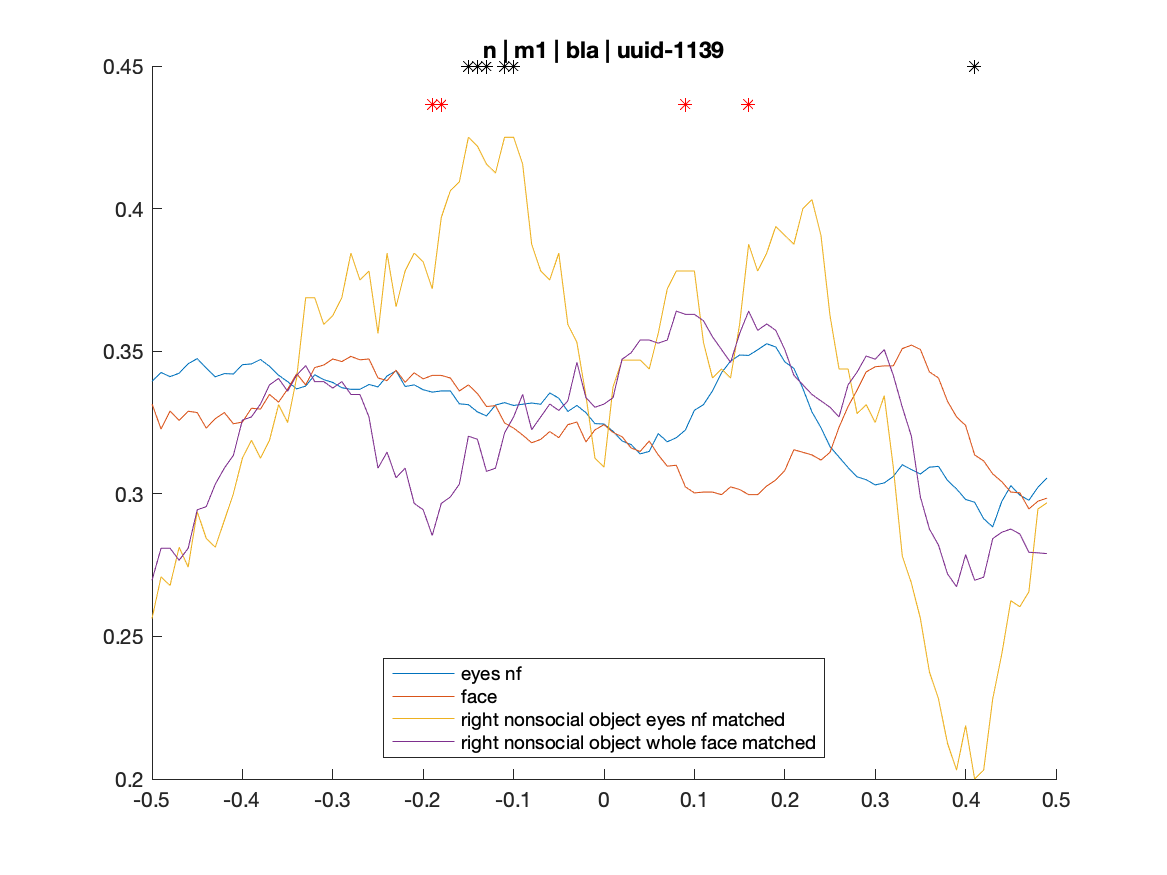 n | m1 | bla | uuid-1139
0.45
0.4
0.35
0.3
0.25
0.2
eyes nf
face
right nonsocial object eyes nf matched
right nonsocial object whole face matched
-0.5 -0.4 -0.3 -0.2 -0.1 0 0.1 0.2 0.3 0.4 0.5